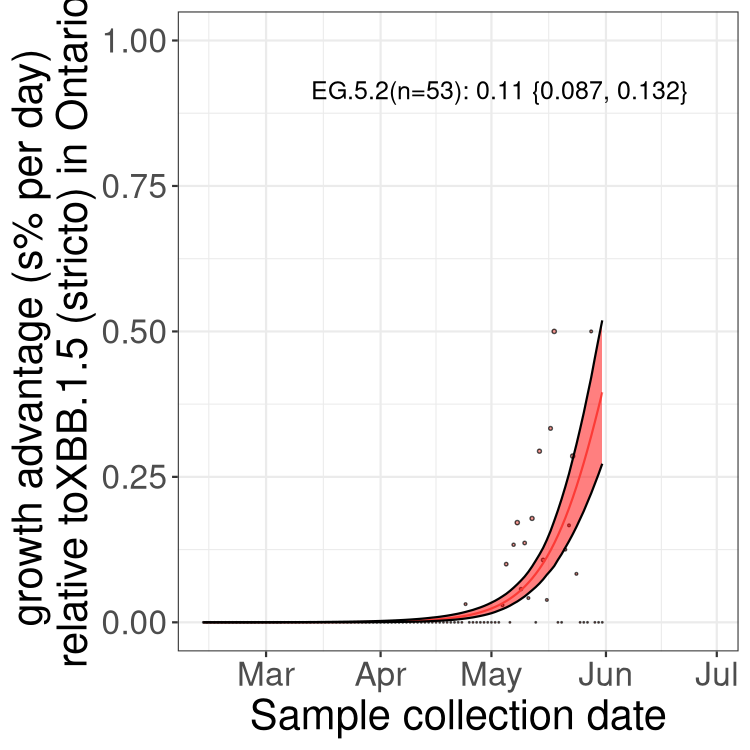 growth advantage (s% per day)
relative toXBB.1.5 (stricto) in Ontario
1.00
0.75
0.50
0.25
0.00
EG.5.2(n=53): 0.11 {0.087, 0.132}
Mar
Apr
May
Jun
Jul
Sample collection date